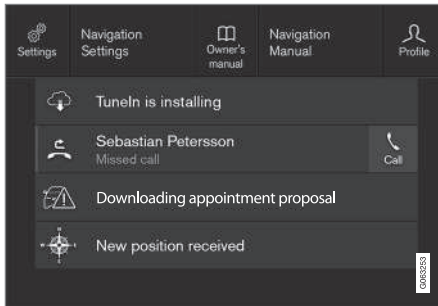 Settings
Navigation
Settings
Owner's
manual
Navigation
Manual
Profile
TuneIn is installing
Sebastian Petersson
Missed call
Call
Downloading appointment proposal
New position received
G063253